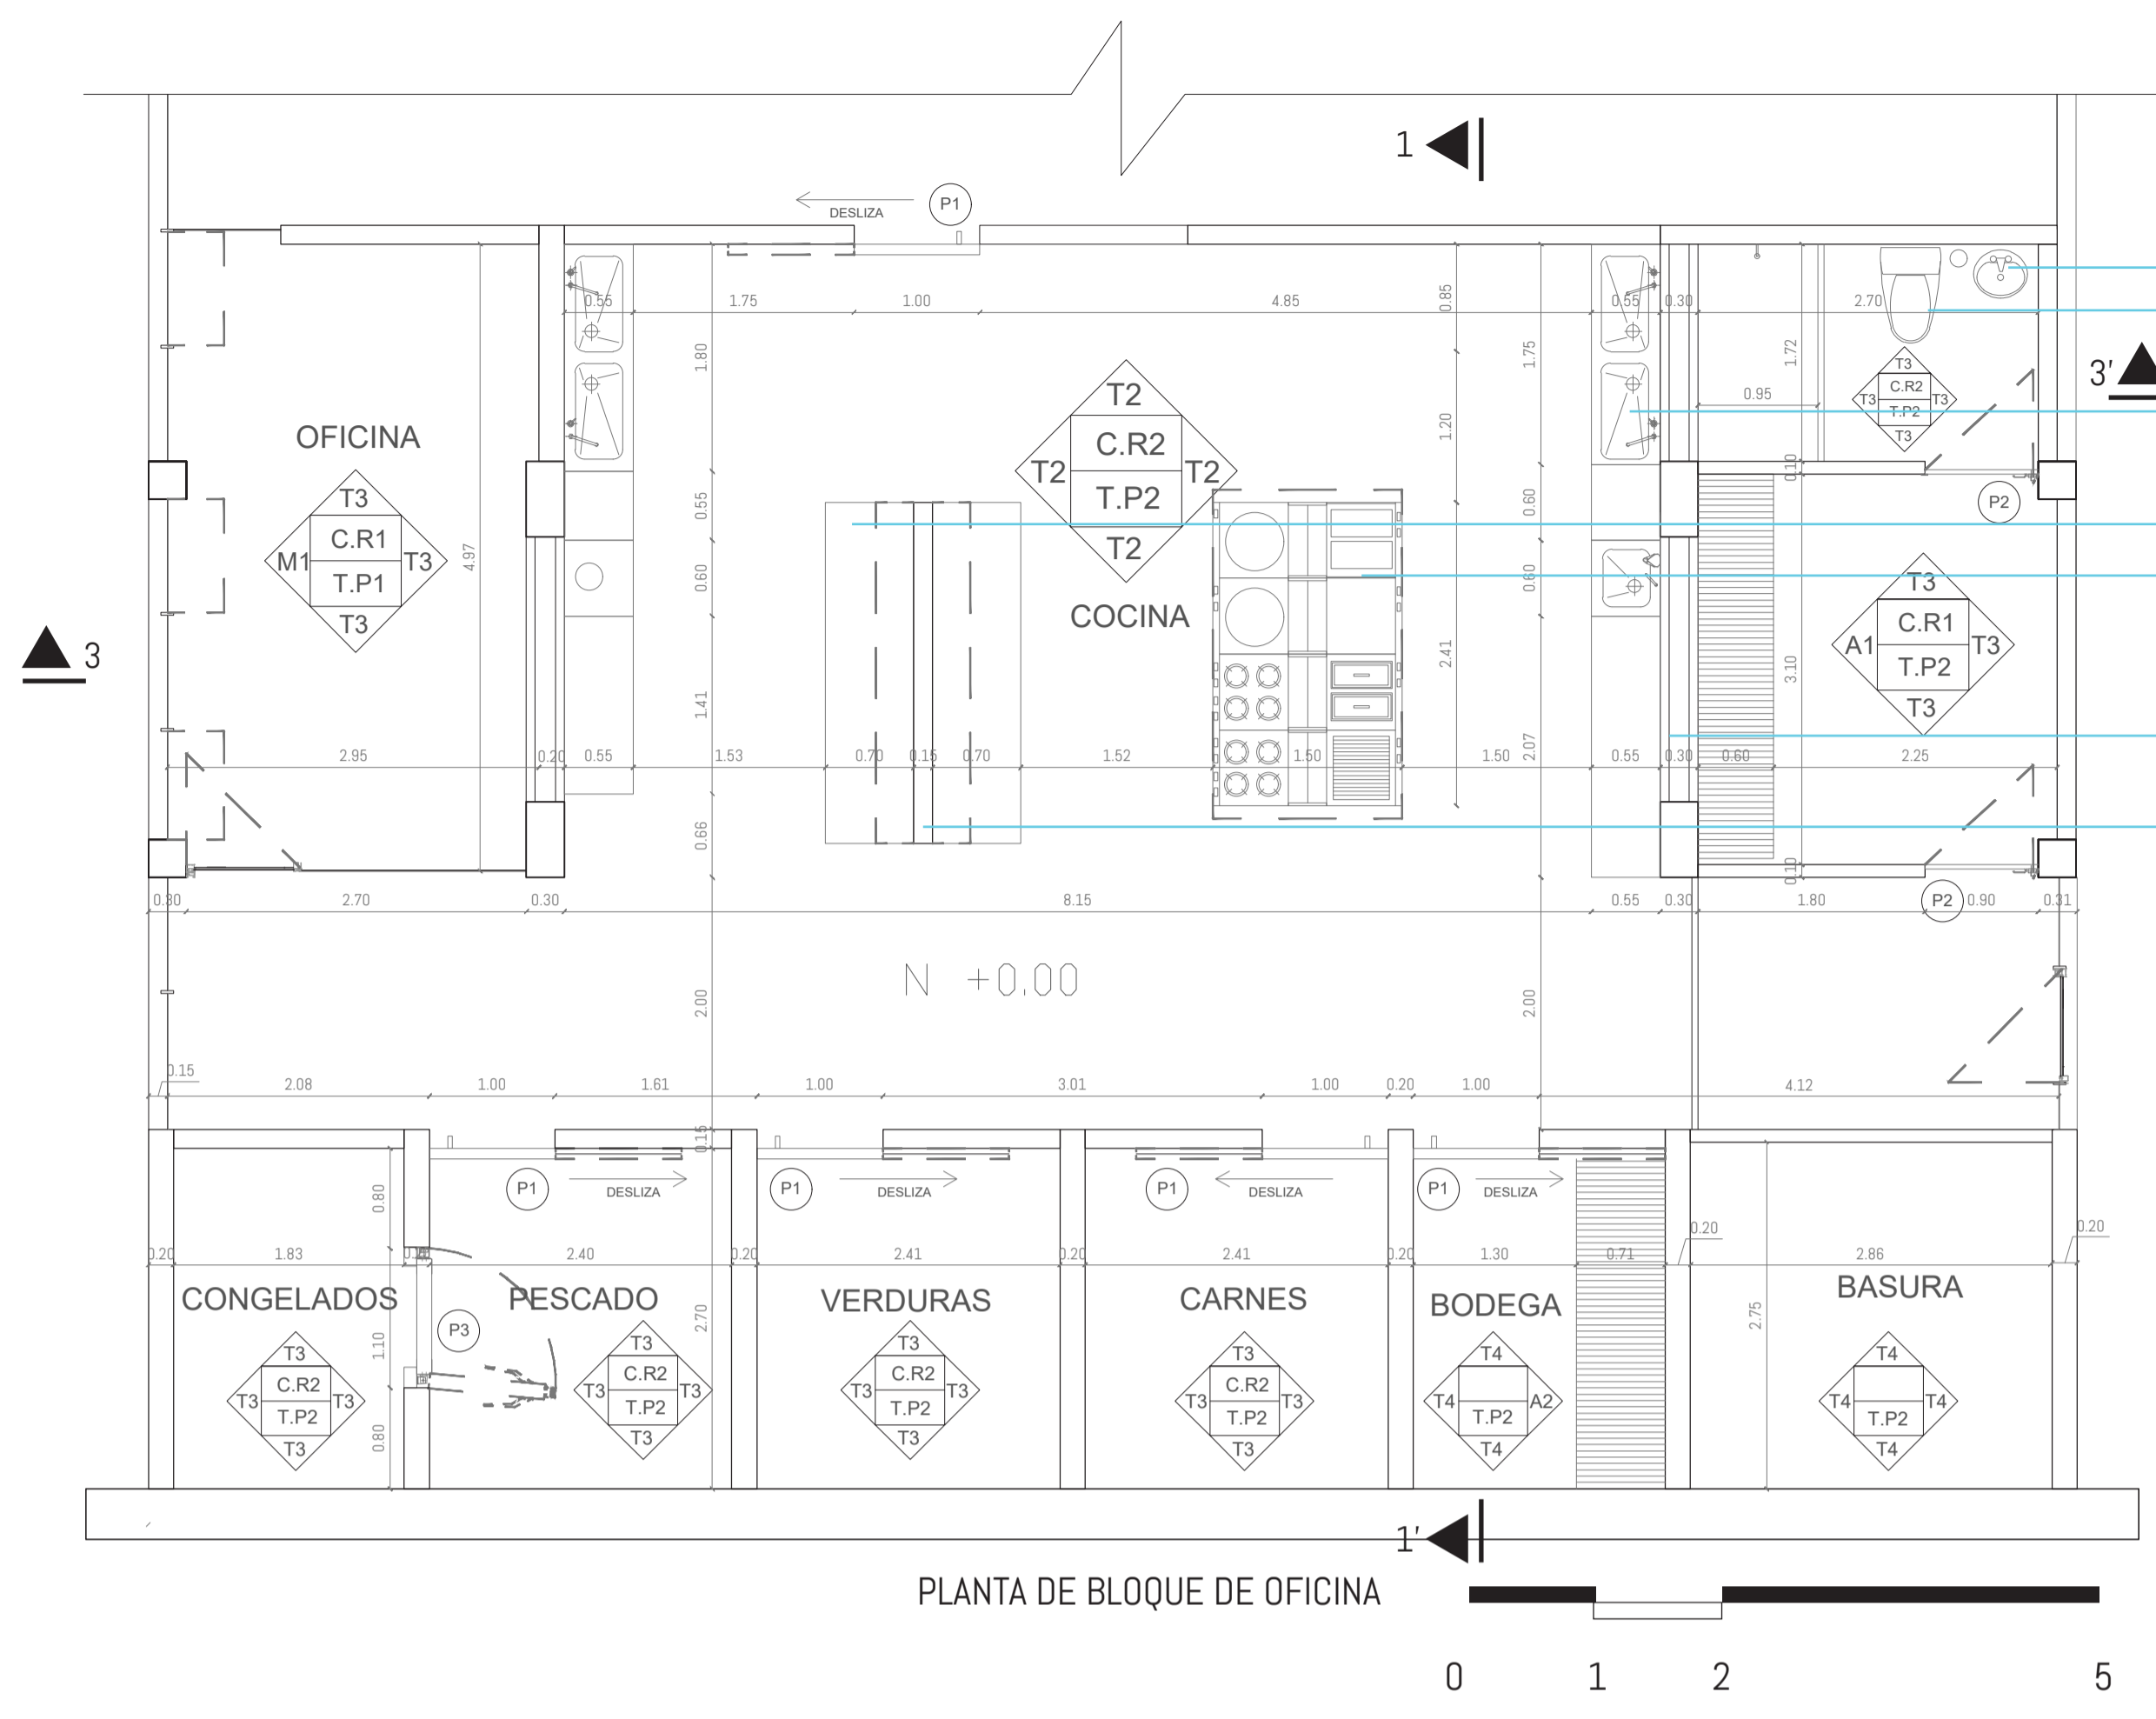 1
P1
DESLIZA
0.55 1.75 1.00 4.85 0.85 0.55 0.30 2.70
1.80 1.75 1.72
T2
C.R2
T2 T2
T.P2
T2
T3
C.R2
T3 T3
T.P2
T3
3'
0.95
1.20
0.10
OFICINA
T3
C.R1
M1 T3
T.P1
T3
4.97
0.55
0.60
P2
0.60
0.60
COCINA
T3
C.R1
A1 T3
T.P2
T3
3
1.41
2.41
3.10
2.95 0.20 0.55 1.53 0.70 0.15 0.70 1.52 1.50 1.50 2.07 0.55 0.30 0.60 2.25
0.66
0.10
0.30 2.70 0.30 8.15 0.55 0.30 1.80 P2 0.90 0.31
N +0.00
2.00 2.00
0.15
2.08 1.00 1.61 1.00 3.01 1.00 0.20 1.00 4.12
0.15
P1 DESLIZA P1 DESLIZA P1 DESLIZA P1 DESLIZA
0.80
0.20 0.20
0.20 1.83 2.40 0.20 2.41 0.20 2.41 0.20 1.30 0.71 2.86
CONGELADOS PESCADO VERDURAS CARNES BODEGA BASURA
P3
1.10
2.70
2.75
T3
C.R2
T3 T3
T.P2
T3
T3
C.R2
T3 T3
T.P2
T3
T3
C.R2
T3 T3
T.P2
T3
T3
C.R2
T3 T3
T.P2
T3
T4
T4 A2
T.P2
T4
T4
T4 T4
T.P2
T4
0.80
1'
PLANTA DE BLOQUE DE OFICINA
0 1 2 5